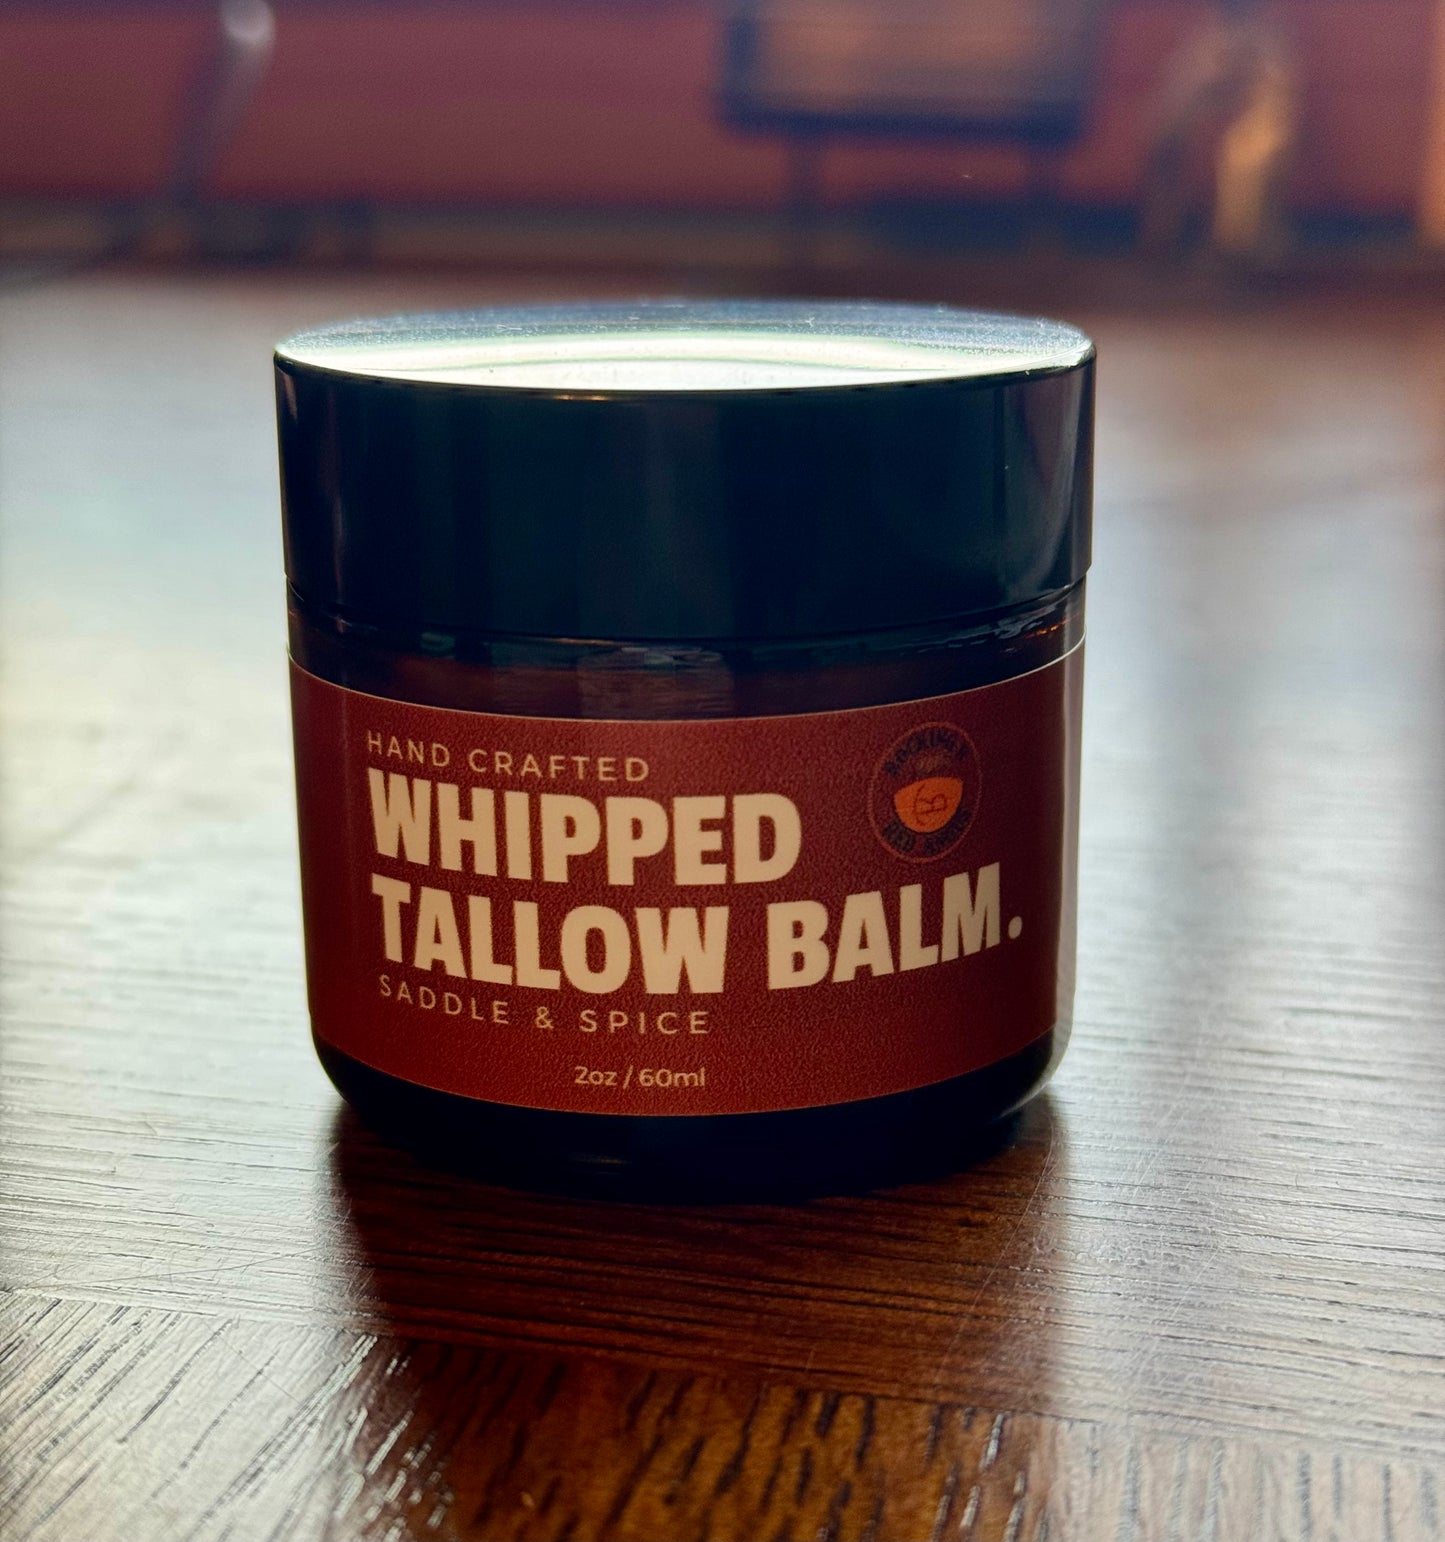 HAND CRAFTED
WHIPPED
TALLOW BALM.
SADDLE & SPICE
2oz / 60ml